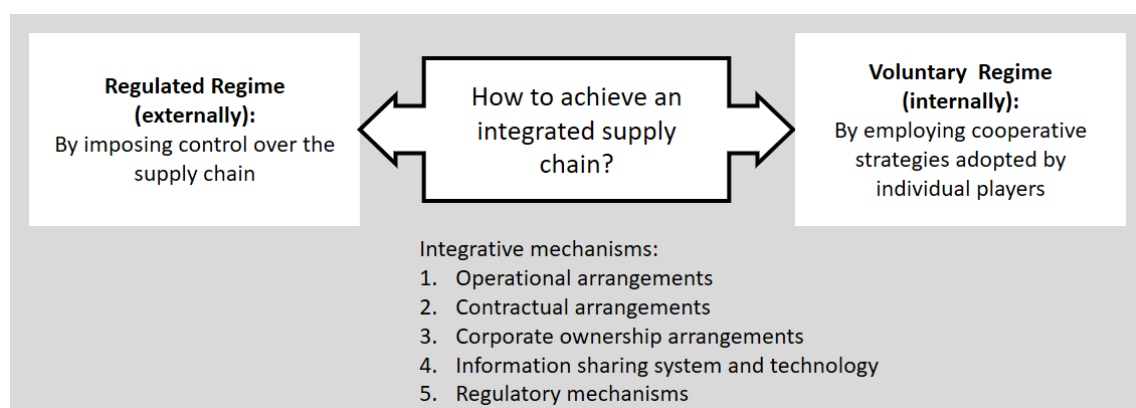 Regulated Regime
(externally):
By imposing control over the
supply chain
How to achieve an
integrated supply
chain?
Voluntary Regime
(internally):
By employing cooperative
strategies adopted by
individual players
Integrative mechanisms:
1. Operational arrangements
2. Contractual arrangements
3. Corporate ownership arrangements
4. Information sharing system and technology
5. Regulatory mechanisms